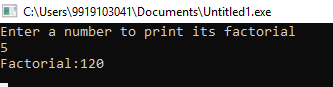 C:\Users\9919103041\Documents\Untitled1.exe
Enter a number to print its factorial
5
Factorial:120